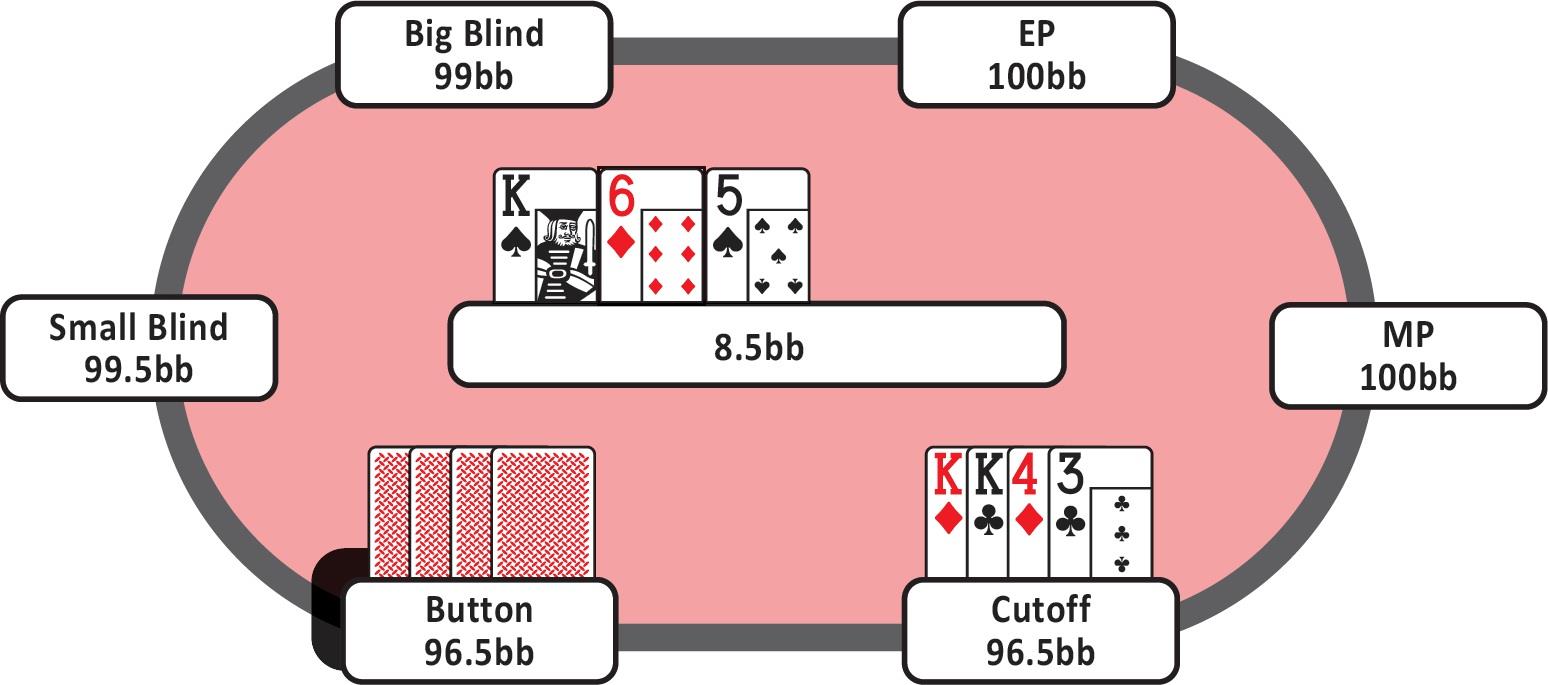 Big Blind
99bb
EP
100bb
K 6 5
Small Blind
99.5bb
8.5bb
MP
100bb
K K 4 3
Button
96.5bb
Cutoff
96.5bb